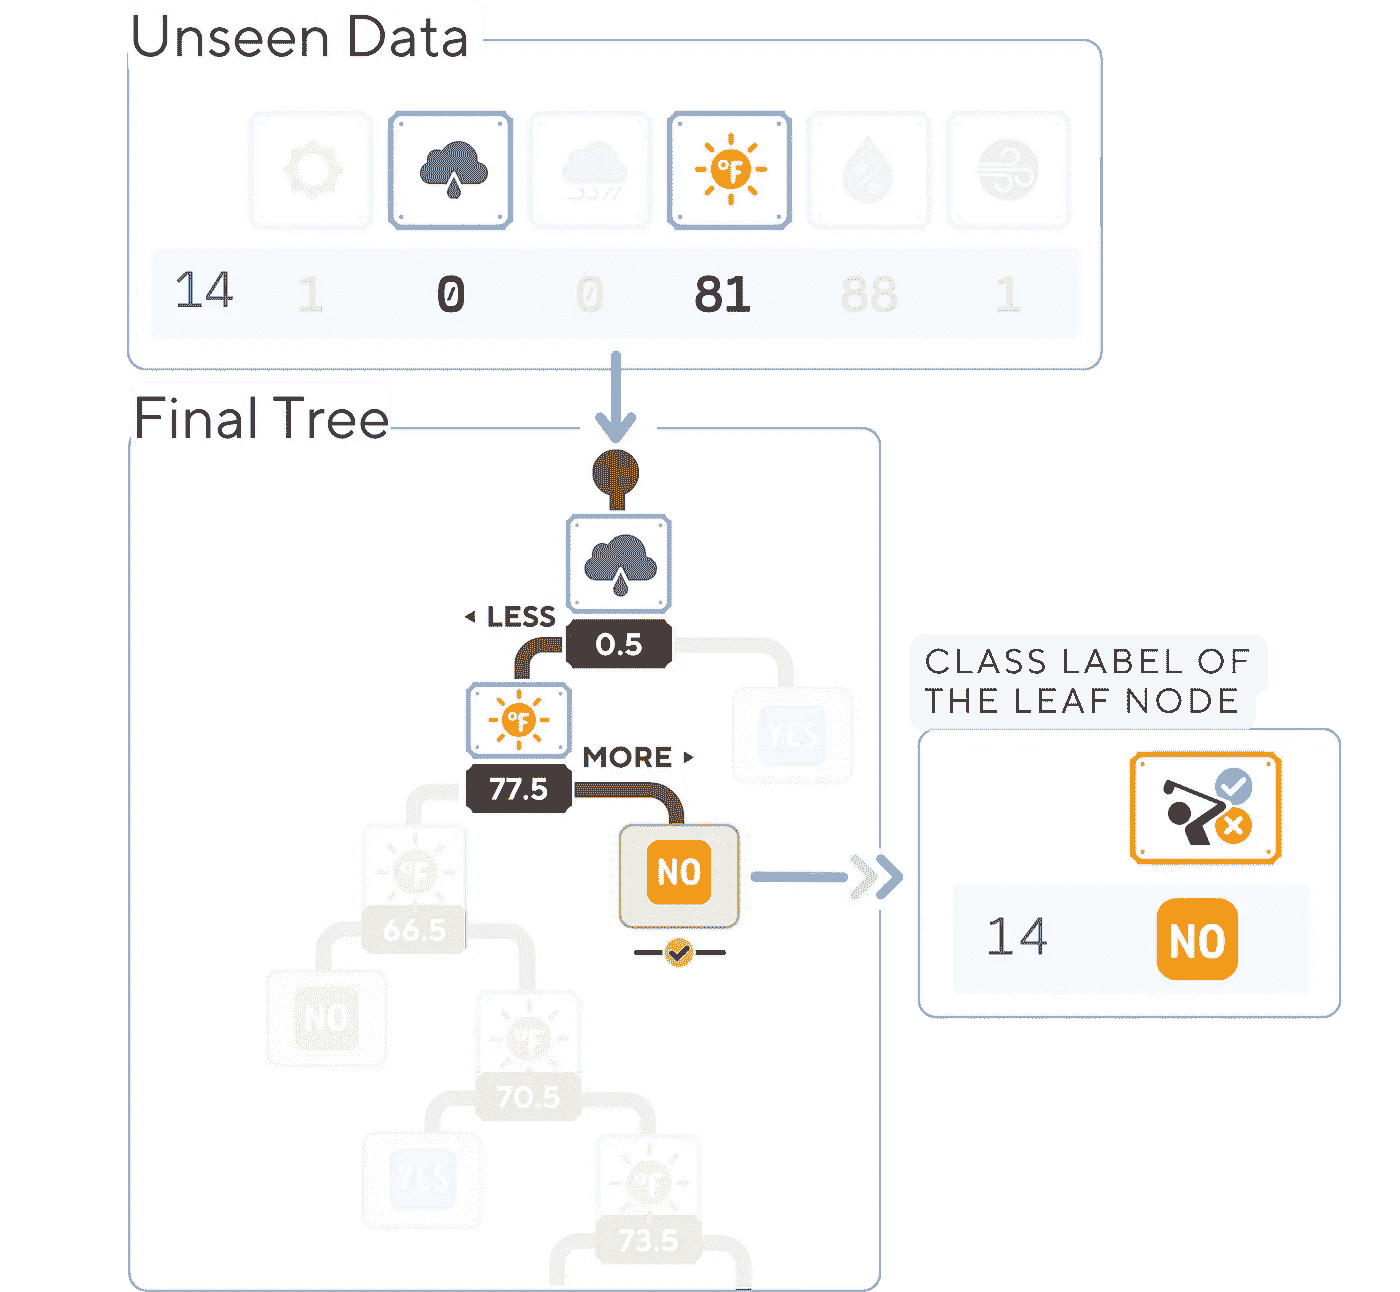 Unseen Data
°F
14 1 0 0 81 88 1
Final Tree
◂ LESS
0.5
°F
YES
MORE ▸
77.5
°F
NO
66.5
NO
°F
70.5
YES
°F
73.5
CLASS LABEL OF
THE LEAF NODE
14 NO